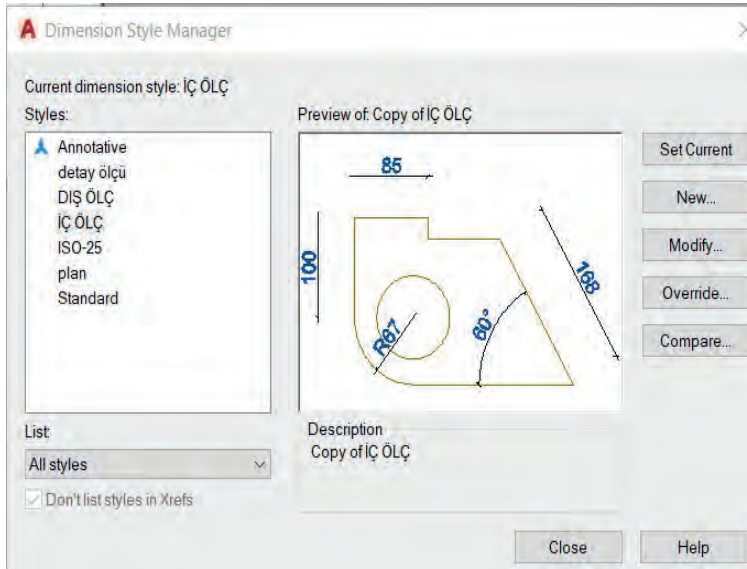 Dimension Style Manager
Current dimension style: İÇ ÖLÇ
Styles:
Annotative
detay ölçü
DIŞ ÖLÇ
İÇ ÖLÇ
ISO-25
plan
Standard
List:
All styles
Don't list styles in Xrefs
Preview of: Copy of İÇ ÖLÇ
85
100
168
R67
60°
Description
Copy of İÇ ÖLÇ
Set Current
New...
Modify...
Override...
Compare...
Close
Help